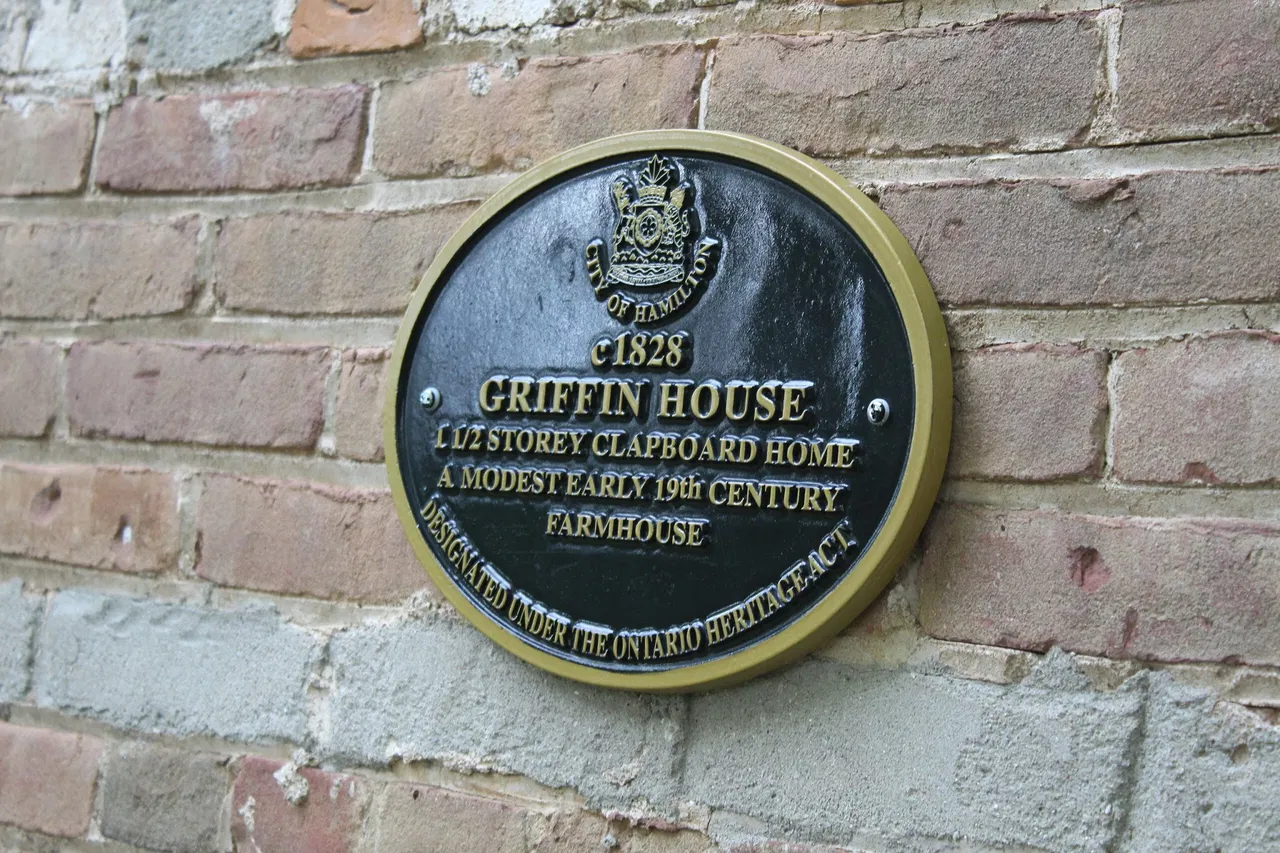 CITY OF HAMILTON
c1828
GRIFFIN HOUSE
1 1/2 STOREY CLAPBOARD HOME
A MODEST EARLY 19th CENTURY
FARMHOUSE
DESIGNATED UNDER THE ONTARIO HERITAGE ACT